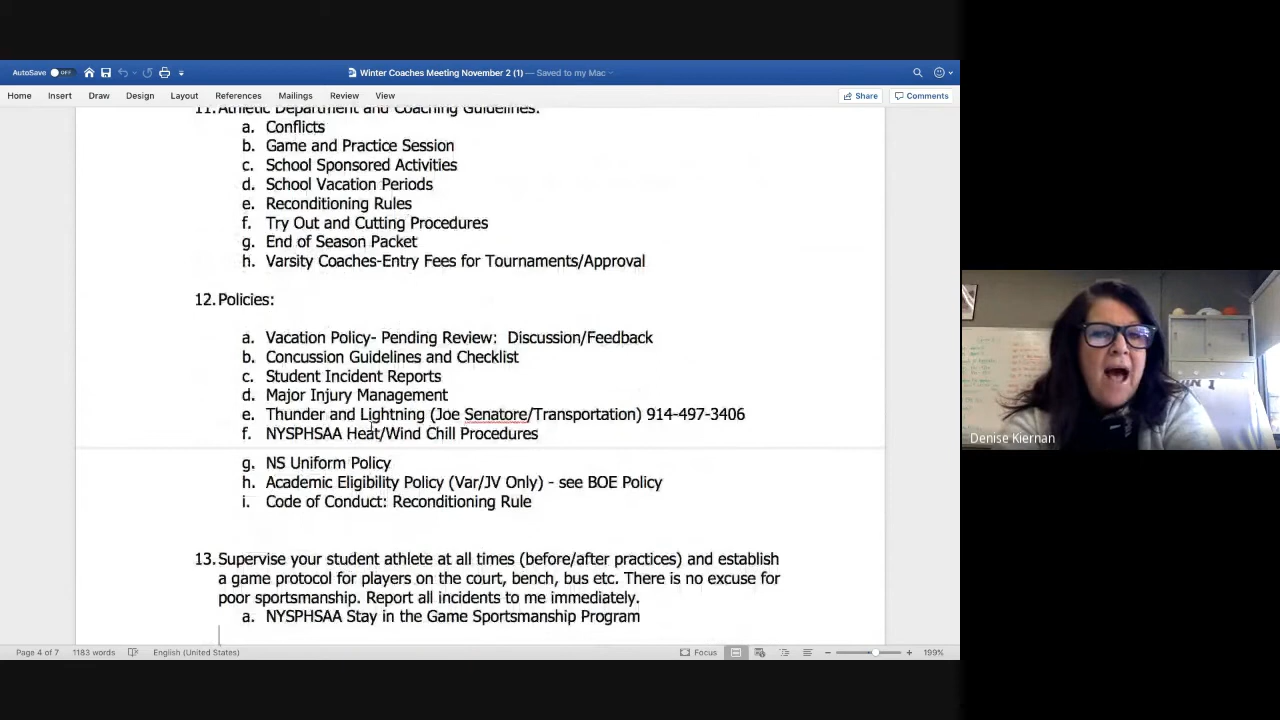 AutoSave OFF
Winter Coaches Meeting November 2 (1) — Saved to my Mac
Home Insert Draw Design Layout References Mailings Review View Share Comments
11. Athletic Department and Coaching Guidelines:
a. Conflicts
b. Game and Practice Session
c. School Sponsored Activities
d. School Vacation Periods
e. Reconditioning Rules
f. Try Out and Cutting Procedures
g. End of Season Packet
h. Varsity Coaches-Entry Fees for Tournaments/Approval
12. Policies:
a. Vacation Policy- Pending Review: Discussion/Feedback
b. Concussion Guidelines and Checklist
c. Student Incident Reports
d. Major Injury Management
e. Thunder and Lightning (Joe Senatore/Transportation) 914-497-3406
f. NYSPHSAA Heat/Wind Chill Procedures
g. NS Uniform Policy
h. Academic Eligibility Policy (Var/JV Only) - see BOE Policy
i. Code of Conduct: Reconditioning Rule
13. Supervise your student athlete at all times (before/after practices) and establish
a game protocol for players on the court, bench, bus etc. There is no excuse for
poor sportsmanship. Report all incidents to me immediately.
a. NYSPHSAA Stay in the Game Sportsmanship Program
Page 4 of 7 1183 words English (United States) Focus 199%
Denise Kiernan